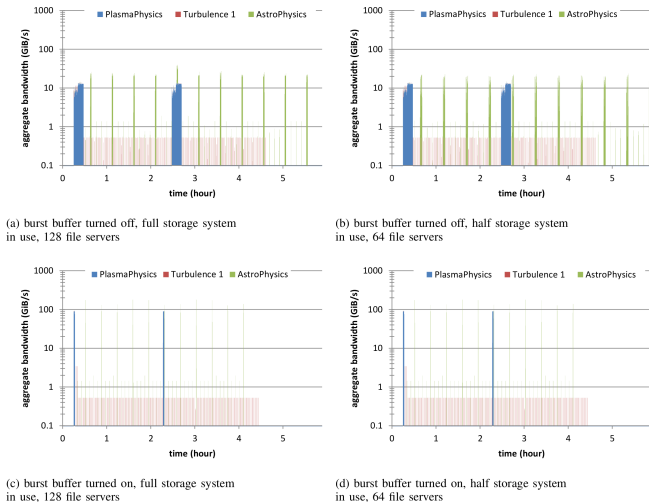 PlasmaPhysics Turbulence 1 AstroPhysics
aggregate bandwidth (GiB/s)
1000
100
10
1
0.1
0 1 2 3 4 5
time (hour)
(a) burst buffer turned off, full storage system
in use, 128 file servers
PlasmaPhysics Turbulence 1 AstroPhysics
aggregate bandwidth (GiB/s)
1000
100
10
1
0.1
0 1 2 3 4 5
time (hour)
(b) burst buffer turned off, half storage system
in use, 64 file servers
PlasmaPhysics Turbulence 1 AstroPhysics
aggregate bandwidth (GiB/s)
1000
100
10
1
0.1
0 1 2 3 4 5
time (hour)
(c) burst buffer turned on, full storage system
in use, 128 file servers
PlasmaPhysics Turbulence 1 AstroPhysics
aggregate bandwidth (GiB/s)
1000
100
10
1
0.1
0 1 2 3 4 5
time (hour)
(d) burst buffer turned on, half storage system
in use, 64 file servers